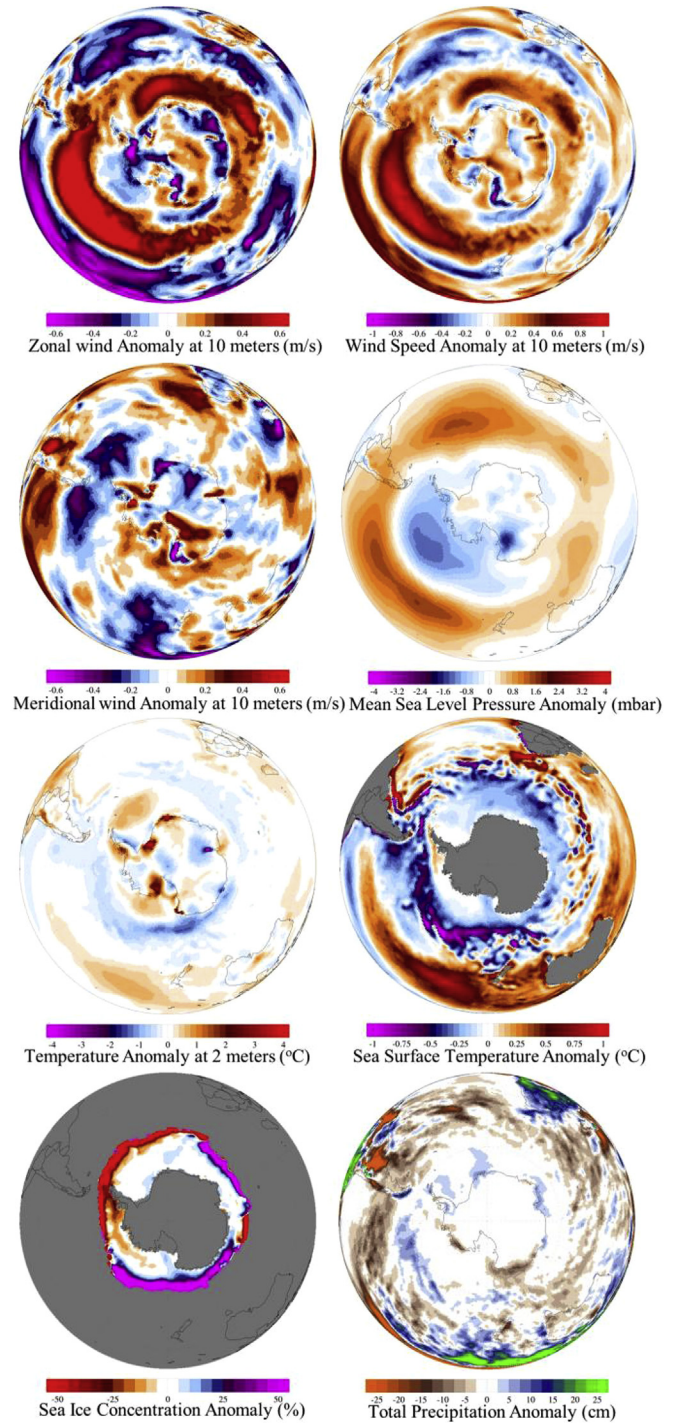 -0.6 -0.4 -0.2 0 0.2 0.4 0.6
Zonal wind Anomaly at 10 meters (m/s)
-1 -0.8 -0.6 -0.4 -0.2 0 0.2 0.4 0.6 0.8 1
Wind Speed Anomaly at 10 meters (m/s)
-0.6 -0.4 -0.2 0 0.2 0.4 0.6
Meridional wind Anomaly at 10 meters (m/s)
-4 -3.2 -2.4 -1.6 -0.8 0 0.8 1.6 2.4 3.2 4
Mean Sea Level Pressure Anomaly (mbar)
-4 -3 -2 -1 0 1 2 3 4
Temperature Anomaly at 2 meters (°C)
-1 -0.75 -0.5 -0.25 0 0.25 0.5 0.75 1
Sea Surface Temperature Anomaly (°C)
-50 -25 0 25 50
Sea Ice Concentration Anomaly (%)
-25 -20 -15 -10 -5 0 5 10 15 20 25
Total Precipitation Anomaly (cm)